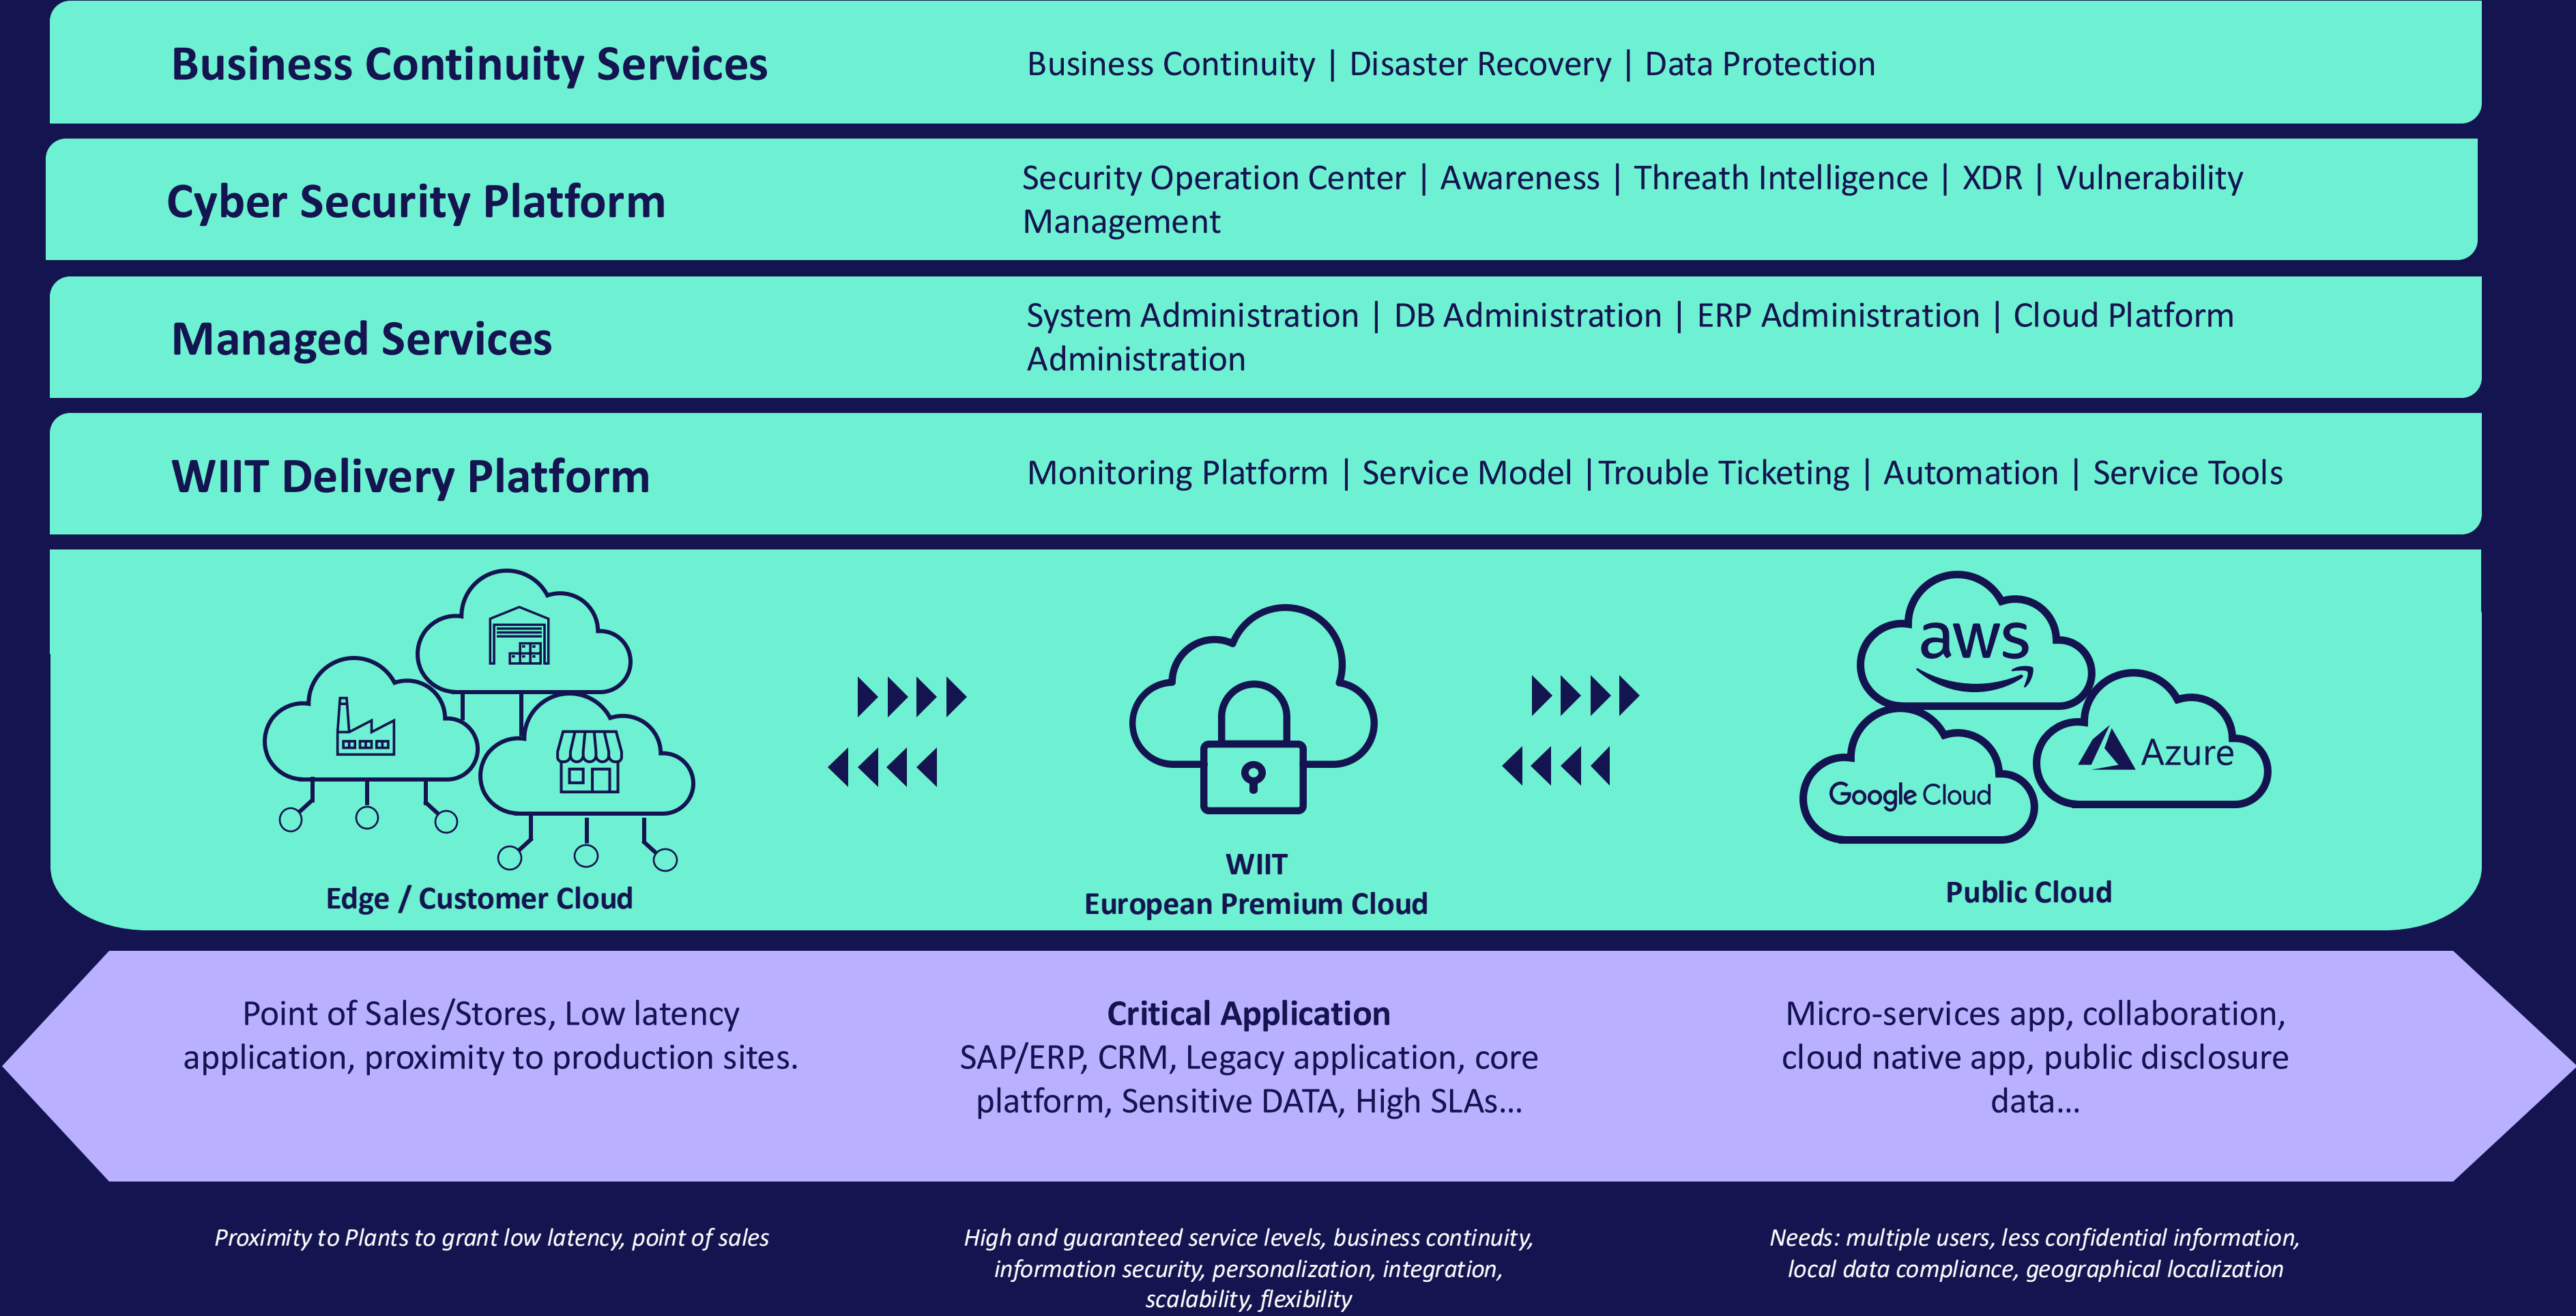 Business Continuity Services
Business Continuity | Disaster Recovery | Data Protection
Cyber Security Platform
Security Operation Center | Awareness | Threath Intelligence | XDR | Vulnerability
Management
Managed Services
System Administration | DB Administration | ERP Administration | Cloud Platform
Administration
WIIT Delivery Platform
Monitoring Platform | Service Model |Trouble Ticketing | Automation | Service Tools
Edge / Customer Cloud
WIIT
European Premium Cloud
aws
Azure
Google Cloud
Public Cloud
Point of Sales/Stores, Low latency
application, proximity to production sites.
Critical Application
SAP/ERP, CRM, Legacy application, core
platform, Sensitive DATA, High SLAs...
Micro-services app, collaboration,
cloud native app, public disclosure
data...
Proximity to Plants to grant low latency, point of sales
High and guaranteed service levels, business continuity,
information security, personalization, integration,
scalability, flexibility
Needs: multiple users, less confidential information,
local data compliance, geographical localization